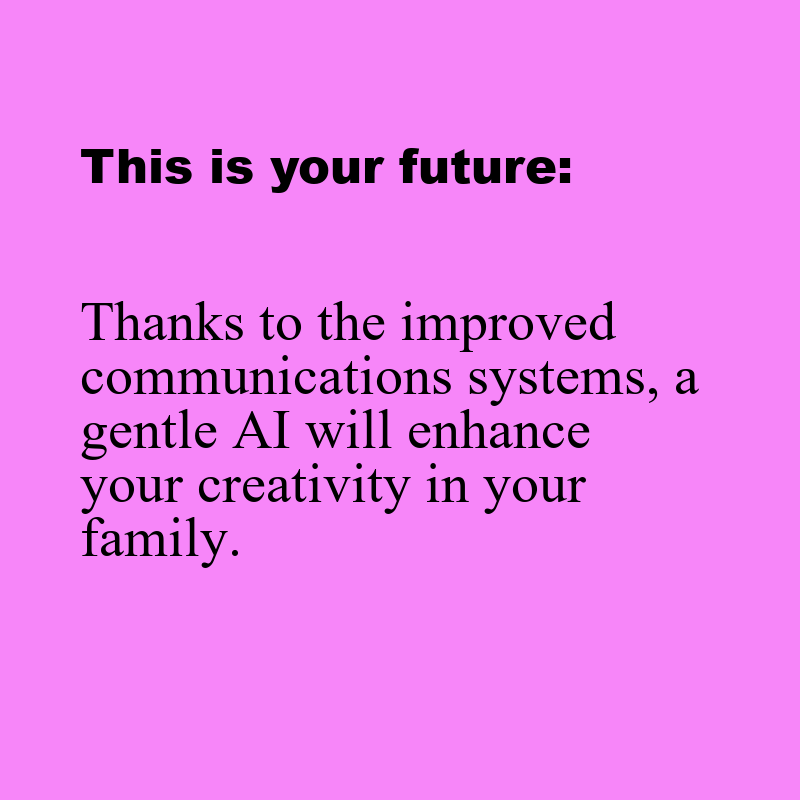 This is your future:
Thanks to the improved
communications systems, a
gentle AI will enhance
your creativity in your
family.